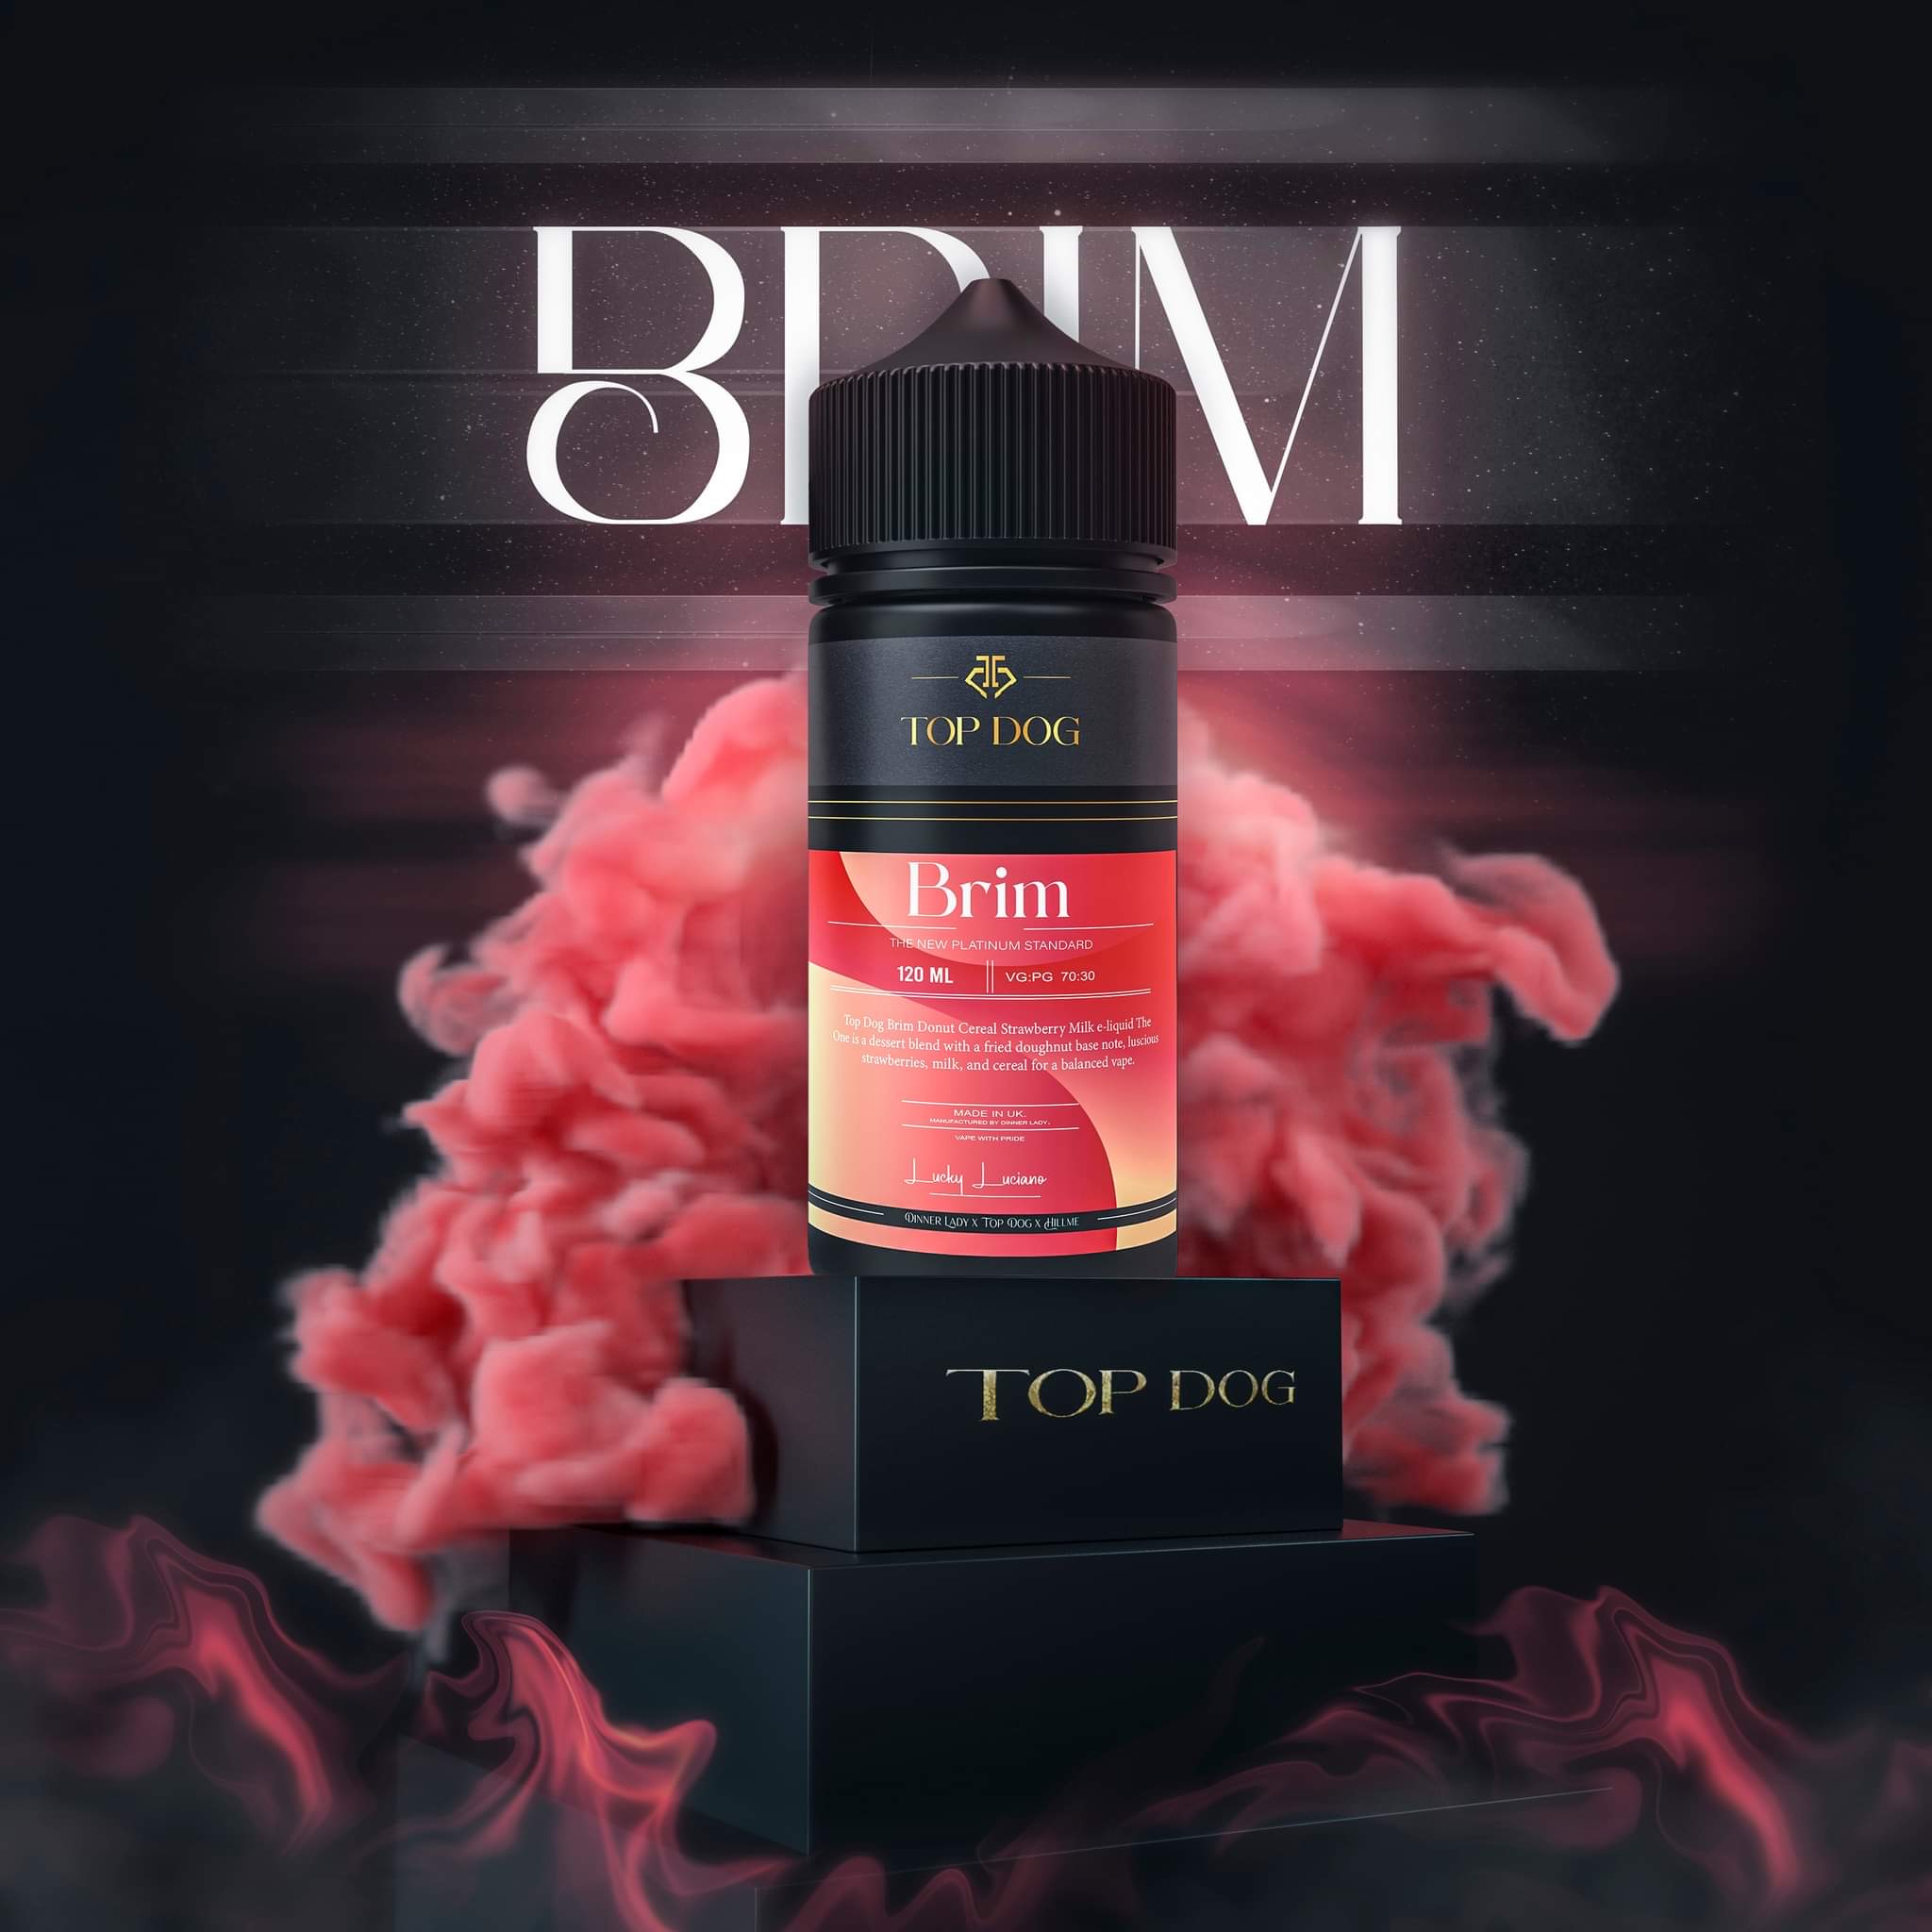 BRIM
TOP DOG
Brim
THE NEW PLATINUM STANDARD
120 ML VG:PG 70:30
Top Dog Brim Donut Cereal Strawberry Milk e-liquid The
One is a dessert blend with a fried doughnut base note, luscious
strawberries, milk, and cereal for a balanced vape.
MADE IN UK.
MANUFACTURED BY DINNER LADY.
VAPE WITH PRIDE
Lucky Luciano
DINNER LADY X TOP DOG X HILLME
TOP DOG